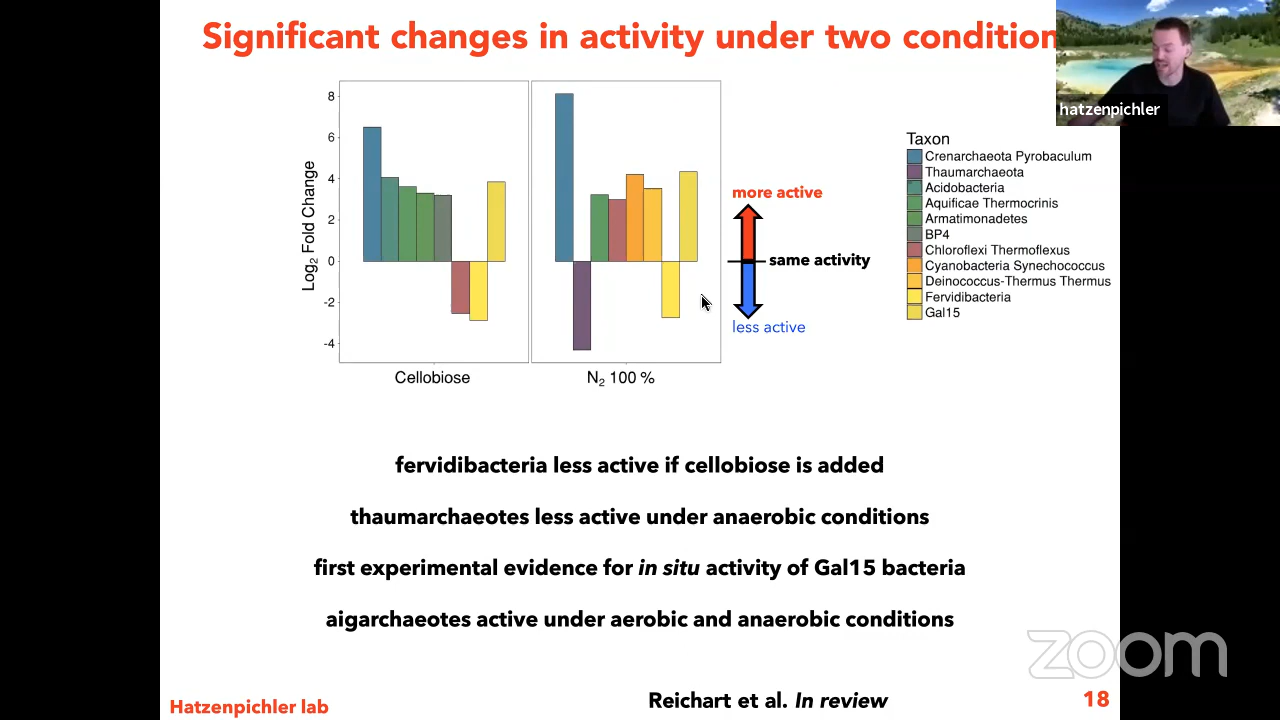 Significant changes in activity under two condition
hatzenpichler
8
6
4
2
0
-2
-4
Log2 Fold Change
Cellobiose
N2 100 %
more active
same activity
less active
Taxon
Crenarchaeota Pyrobaculum
Thaumarchaeota
Acidobacteria
Aquificae Thermocrinis
Armatimonadetes
BP4
Chloroflexi Thermoflexus
Cyanobacteria Synechococcus
Deinococcus-Thermus Thermus
Fervidibacteria
Gal15
fervidibacteria less active if cellobiose is added
thaumarchaeotes less active under anaerobic conditions
first experimental evidence for in situ activity of Gal15 bacteria
aigarchaeotes active under aerobic and anaerobic conditions
zoom
Hatzenpichler lab
Reichart et al. In review
18